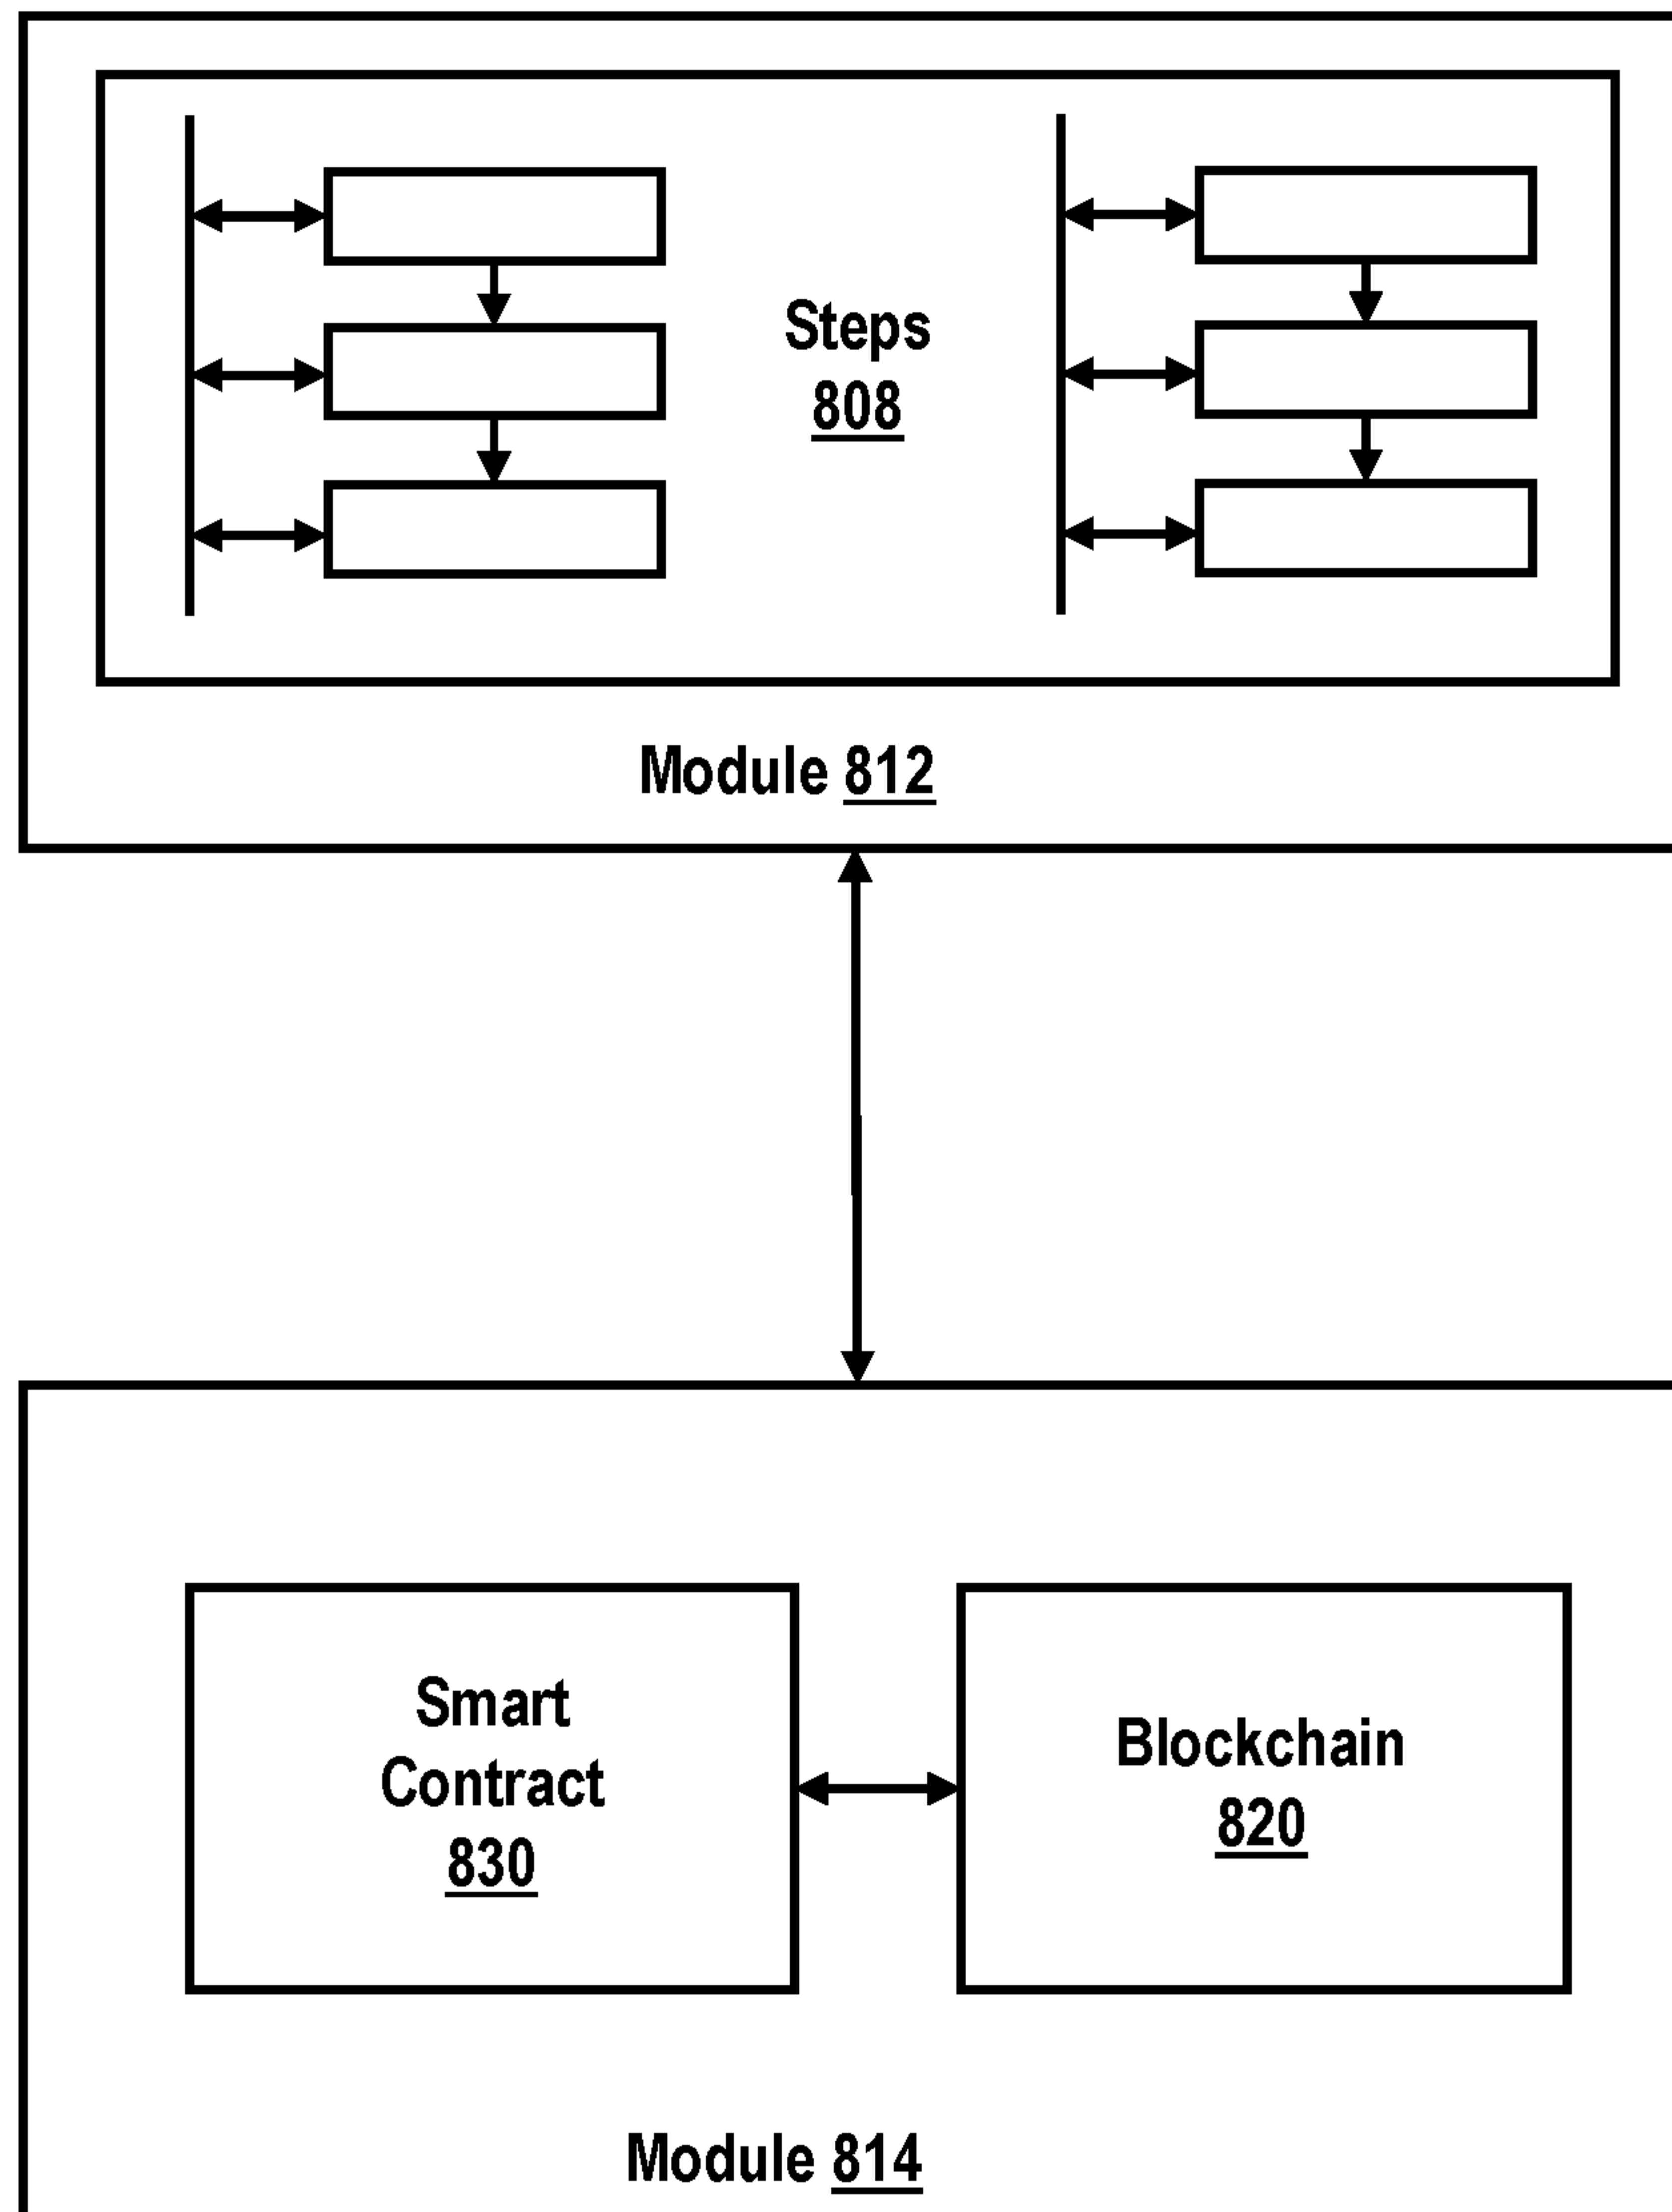 Steps
808
Module 812
Smart
Contract
830
Blockchain
820
Module 814